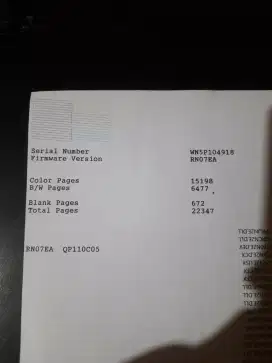 Serial Number WN5P104918
Firmware Version RN07EA
Color Pages 15198
B/W Pages 6477
Blank Pages 672
Total Pages 22347
RN07EA QP110C05